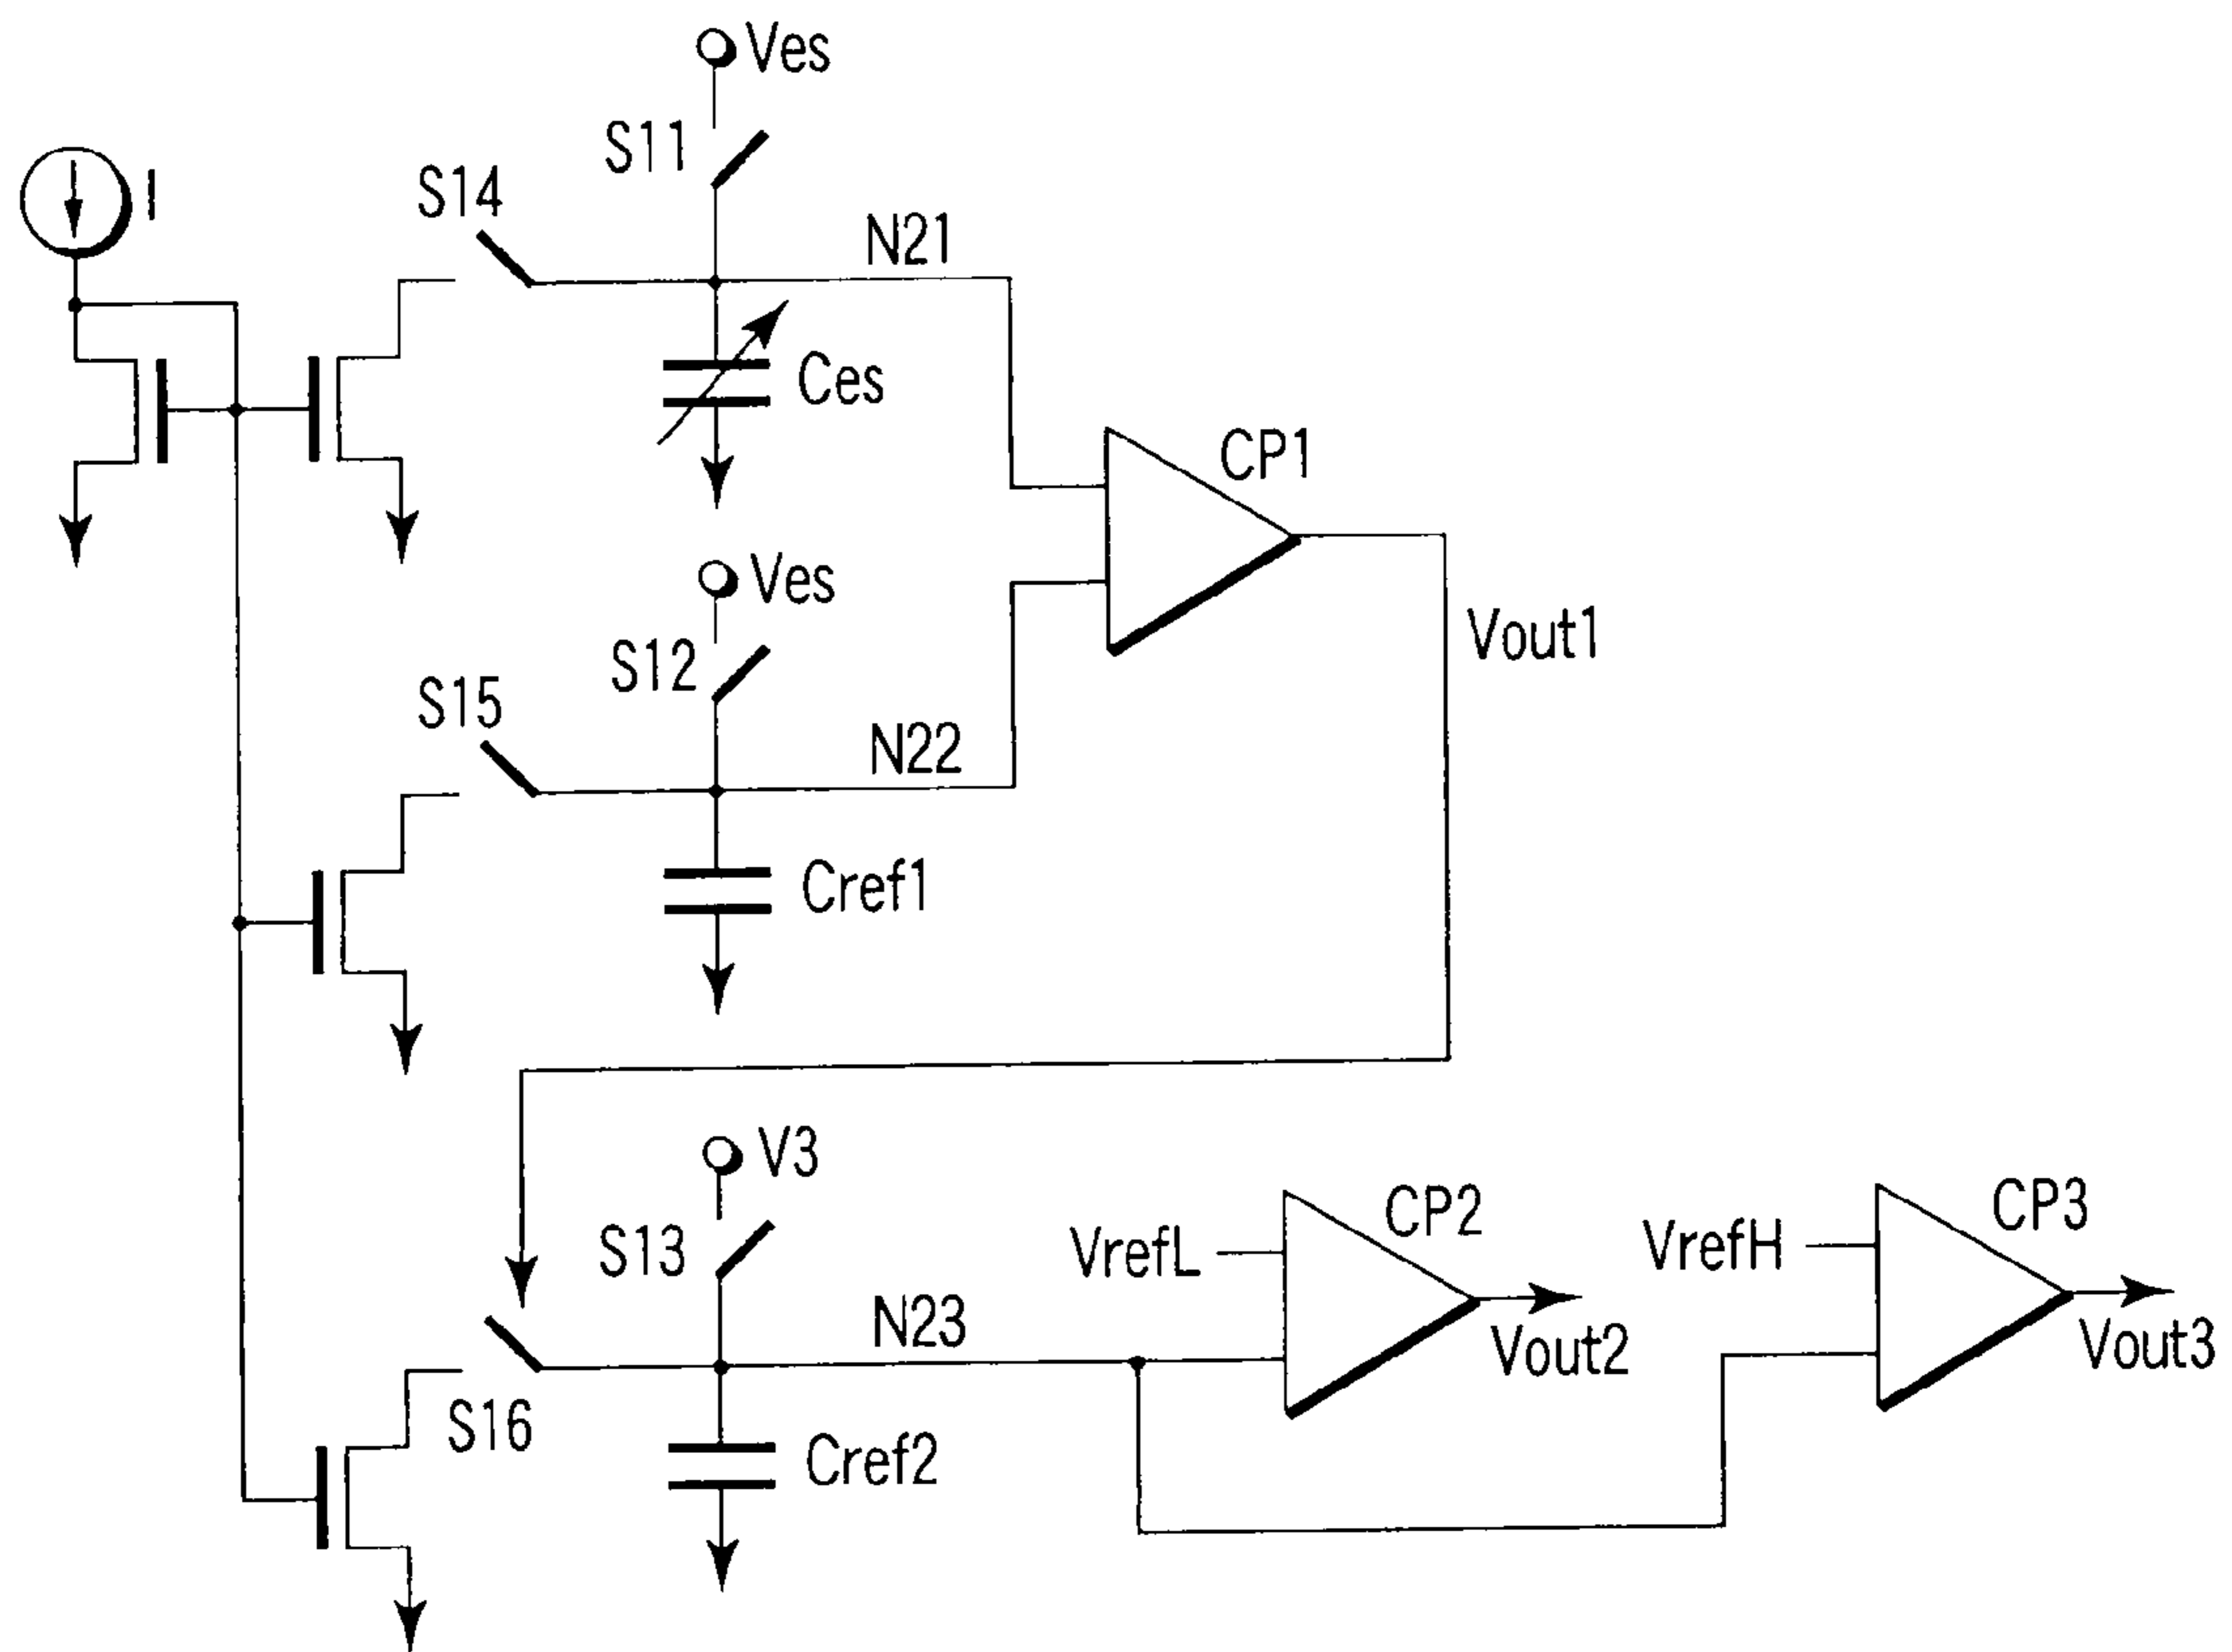 Ves
S11
I
S14
N21
Ces
CP1
Ves
S12
Vout1
S15
N22
Cref1
V3
S13
CP2
CP3
VrefL
VrefH
N23
Vout2
Vout3
S16
Cref2